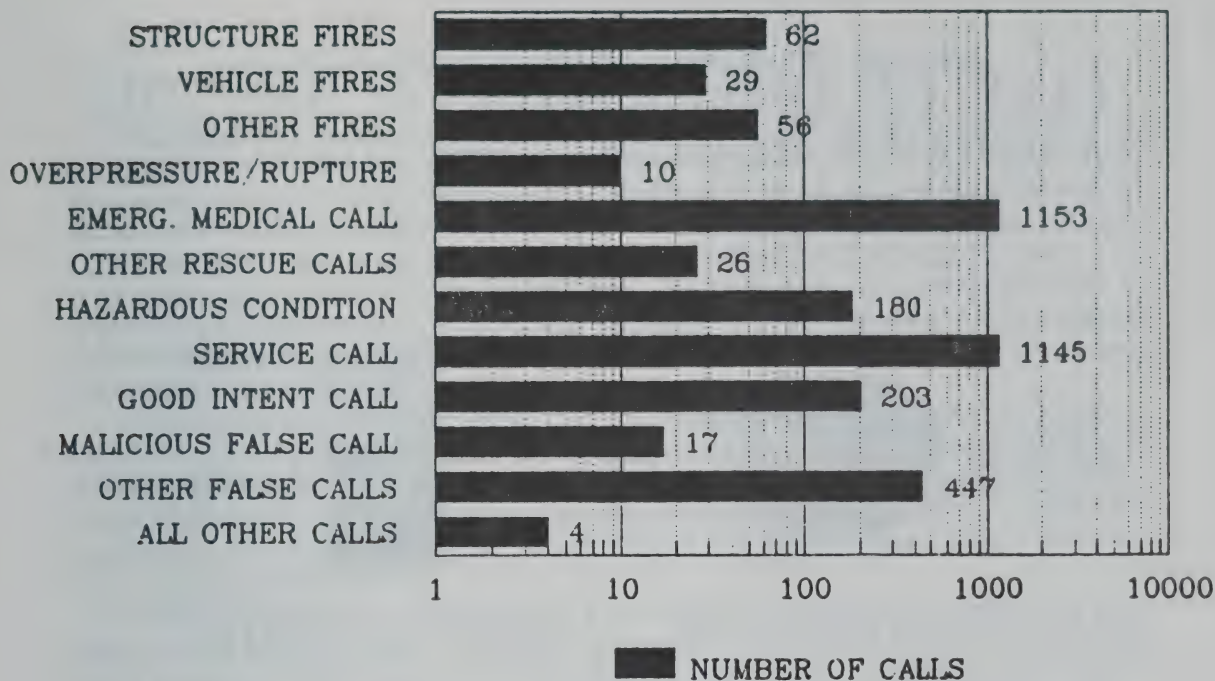 STRUCTURE FIRES 62
VEHICLE FIRES 29
OTHER FIRES 56
OVERPRESSURE/RUPTURE 10
EMERG. MEDICAL CALL 1153
OTHER RESCUE CALLS 26
HAZARDOUS CONDITION 180
SERVICE CALL 1145
GOOD INTENT CALL 203
MALICIOUS FALSE CALL 17
OTHER FALSE CALLS 447
ALL OTHER CALLS 4
1 10 100 1000 10000
NUMBER OF CALLS